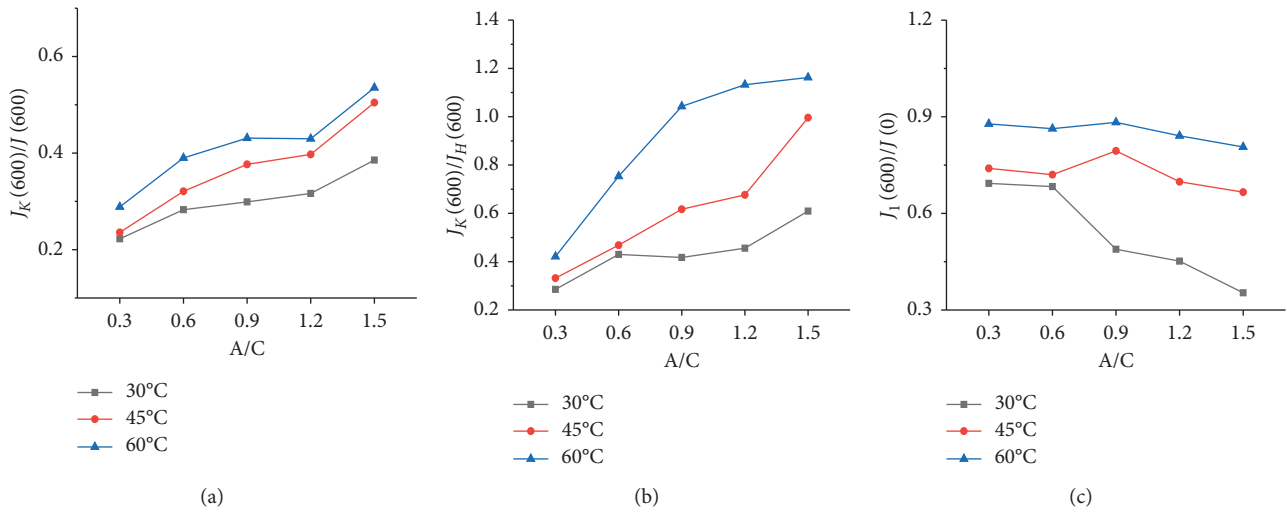 J_K (600)/J (600)
0.6
0.4
0.2
0.3 0.6 0.9 1.2 1.5
A/C
30°C
45°C
60°C
(a)
J_K (600)/J_H (600)
1.4
1.2
1.0
0.8
0.6
0.4
0.2
0.3 0.6 0.9 1.2 1.5
A/C
30°C
45°C
60°C
(b)
J_1 (600)/J (0)
1.2
0.9
0.6
0.3
0.3 0.6 0.9 1.2 1.5
A/C
30°C
45°C
60°C
(c)